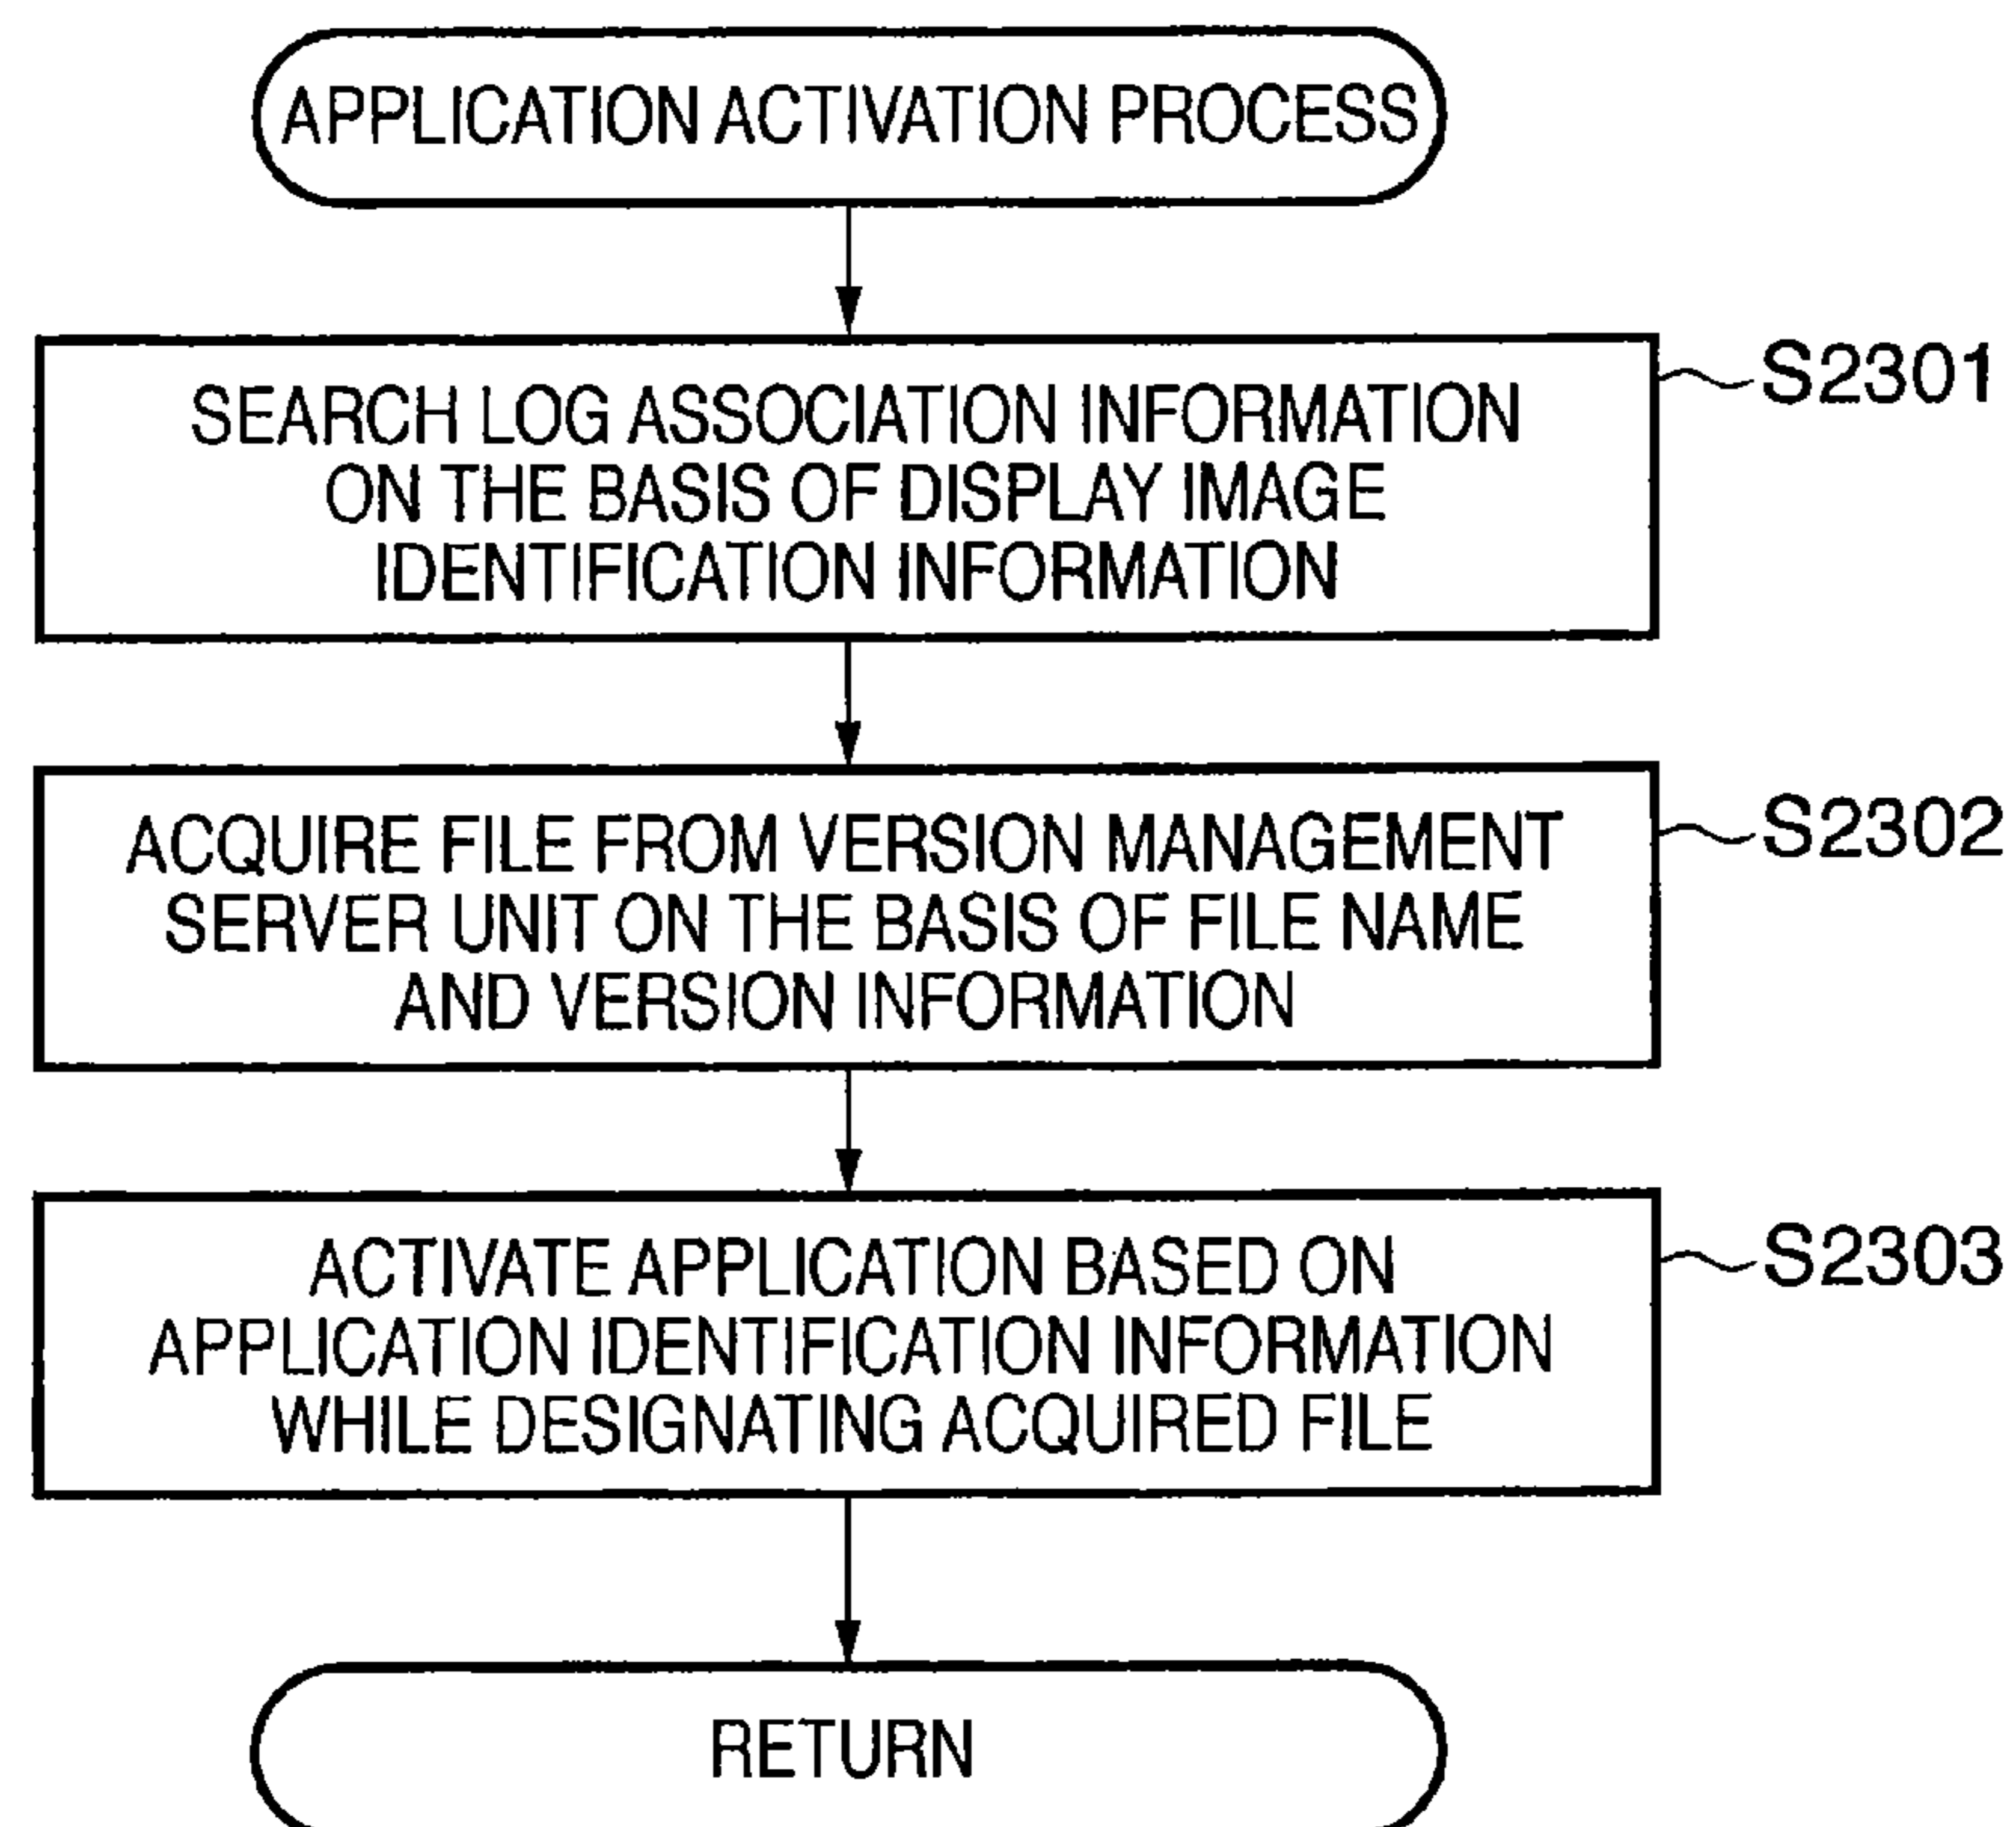 APPLICATION ACTIVATION PROCESS
SEARCH LOG ASSOCIATION INFORMATION
ON THE BASIS OF DISPLAY IMAGE
IDENTIFICATION INFORMATION
S2301
ACQUIRE FILE FROM VERSION MANAGEMENT
SERVER UNIT ON THE BASIS OF FILE NAME
AND VERSION INFORMATION
S2302
ACTIVATE APPLICATION BASED ON
APPLICATION IDENTIFICATION INFORMATION
WHILE DESIGNATING ACQUIRED FILE
S2303
RETURN